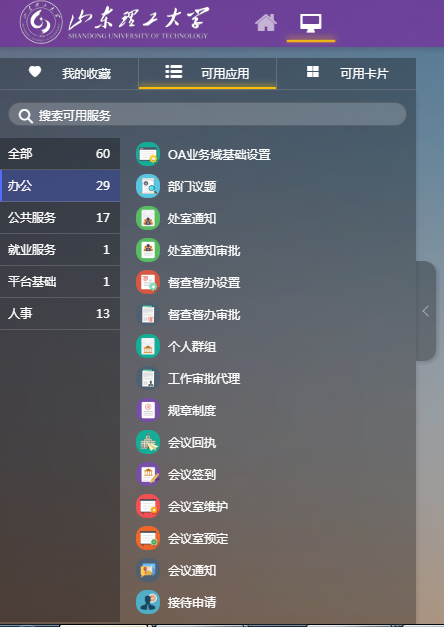 山东理工大学
SHANDONG UNIVERSITY OF TECHNOLOGY
我的收藏 可用应用 可用卡片
搜索可用服务
全部 60
办公 29
公共服务 17
就业服务 1
平台基础 1
人事 13
OA业务域基础设置
部门议题
处室通知
处室通知审批
督查督办设置
督查督办审批
个人群组
工作审批代理
规章制度
会议回执
会议签到
会议室维护
会议室预定
会议通知
接待申请